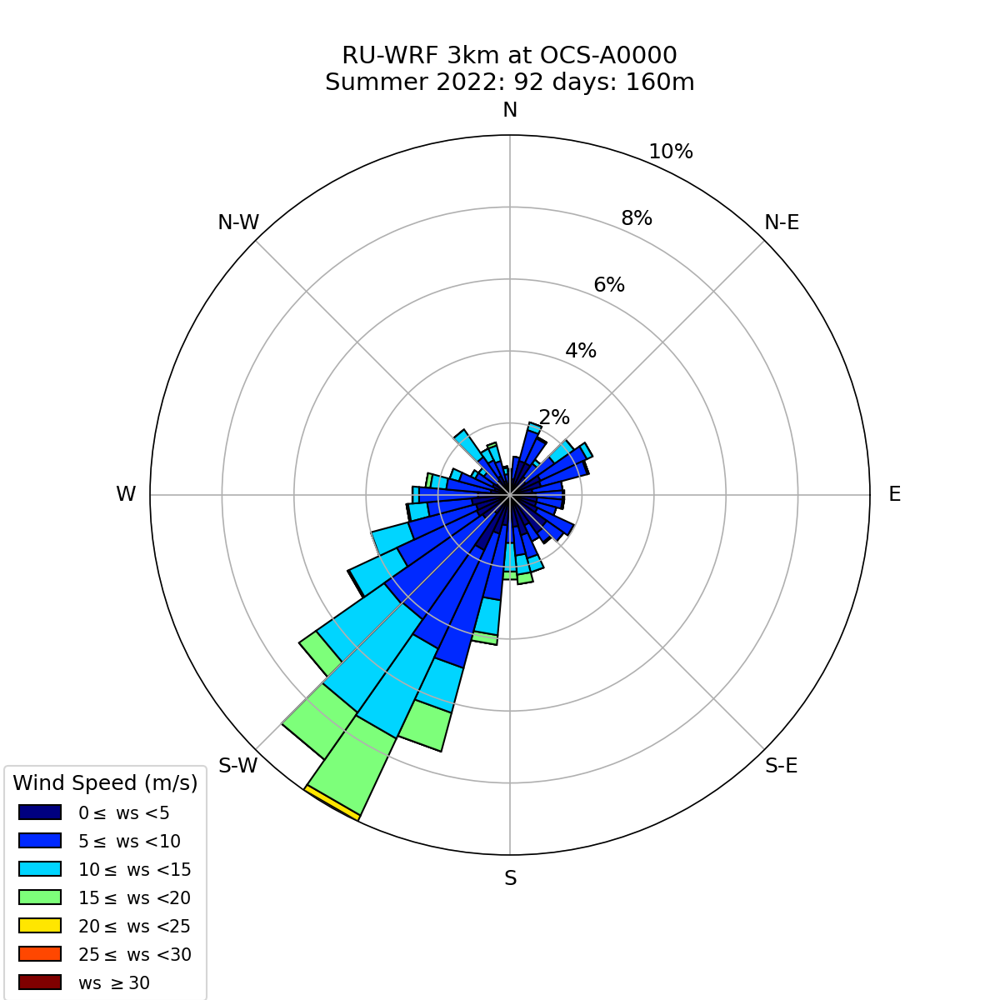 RU-WRF 3km at OCS-A0000
Summer 2022: 92 days: 160m
N
10%
8%
N-W
N-E
6%
4%
2%
W
E
S-W
S-E
Wind Speed (m/s)
0≤ ws <5
5≤ ws <10
10≤ ws <15
S
15≤ ws <20
20≤ ws <25
25≤ ws <30
ws ≥30